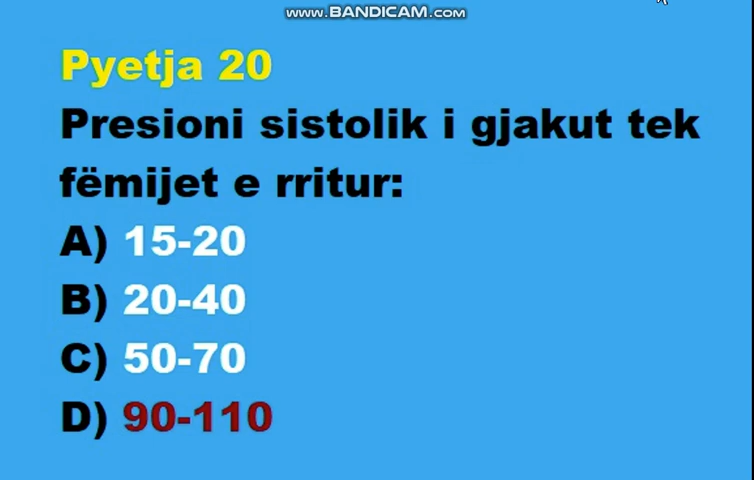 www.BANDICAM.com
Pyetja 20
Presioni sistolik i gjakut tek
fëmijet e rritur:
A) 15-20
B) 20-40
C) 50-70
D) 90-110